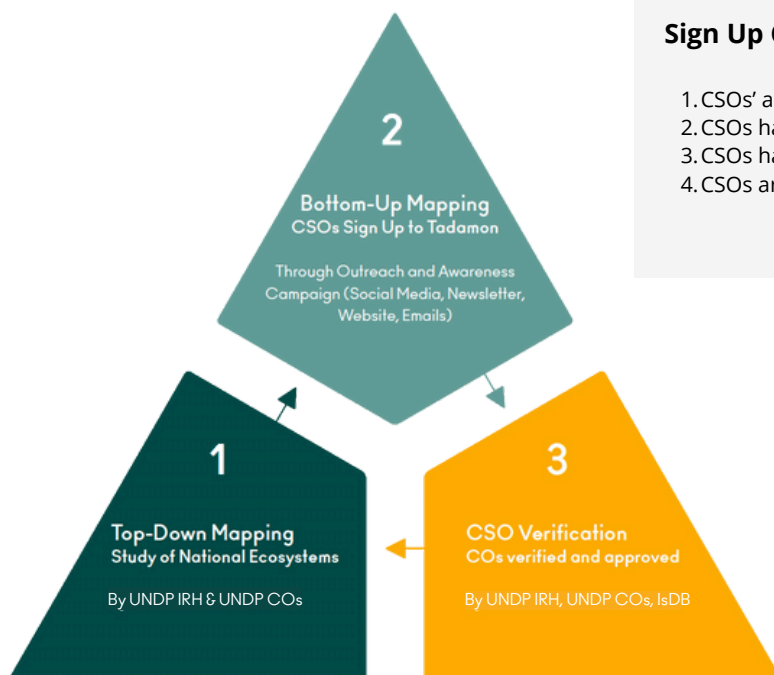 Sign Up
1. CSOs' a
2. CSOs ha
3. CSOs ha
4. CSOs ar
2
Bottom-Up Mapping
CSOs Sign Up to Tadamon
Through Outreach and Awareness
Campaign (Social Media, Newsletter,
Website, Emails)
1
Top-Down Mapping
Study of National Ecosystems
By UNDP IRH & UNDP COs
3
CSO Verification
COs verified and approved
By UNDP IRH, UNDP COs, IsDB